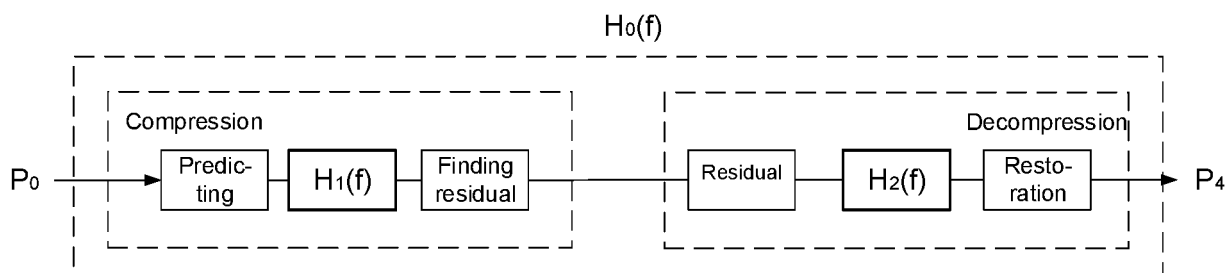 H₀(f)
Compression
Decompression
P₀
Predic-
ting
H₁(f)
Finding
residual
Residual
H₂(f)
Resto-
ration
P₄